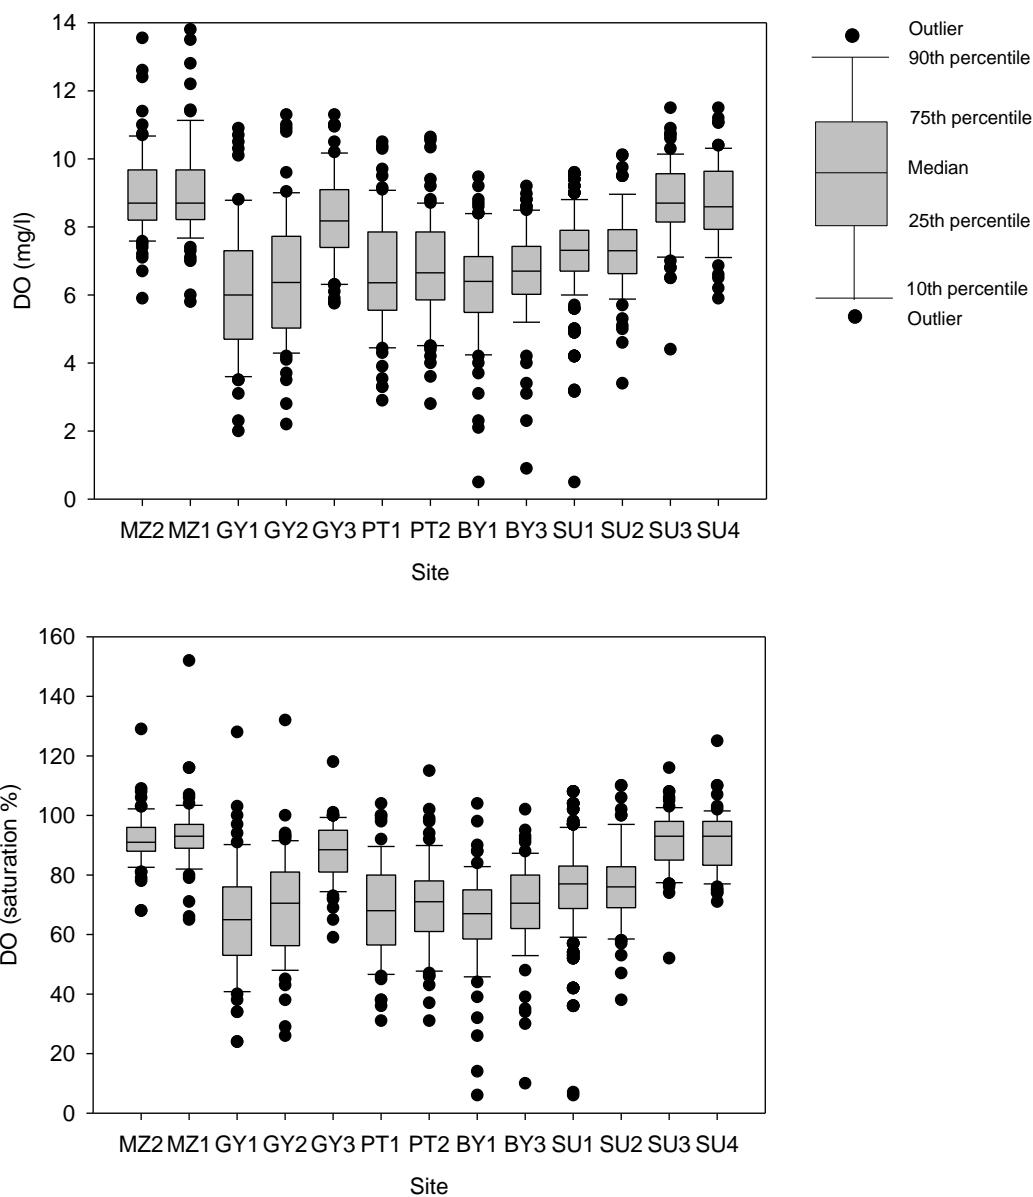 14
12
10
8
6
4
2
0
DO (mg/l)
MZ2 MZ1 GY1 GY2 GY3 PT1 PT2 BY1 BY3 SU1 SU2 SU3 SU4
Site
Outlier
90th percentile
75th percentile
Median
25th percentile
10th percentile
Outlier
160
140
120
100
80
60
40
20
0
DO (saturation %)
MZ2 MZ1 GY1 GY2 GY3 PT1 PT2 BY1 BY3 SU1 SU2 SU3 SU4
Site